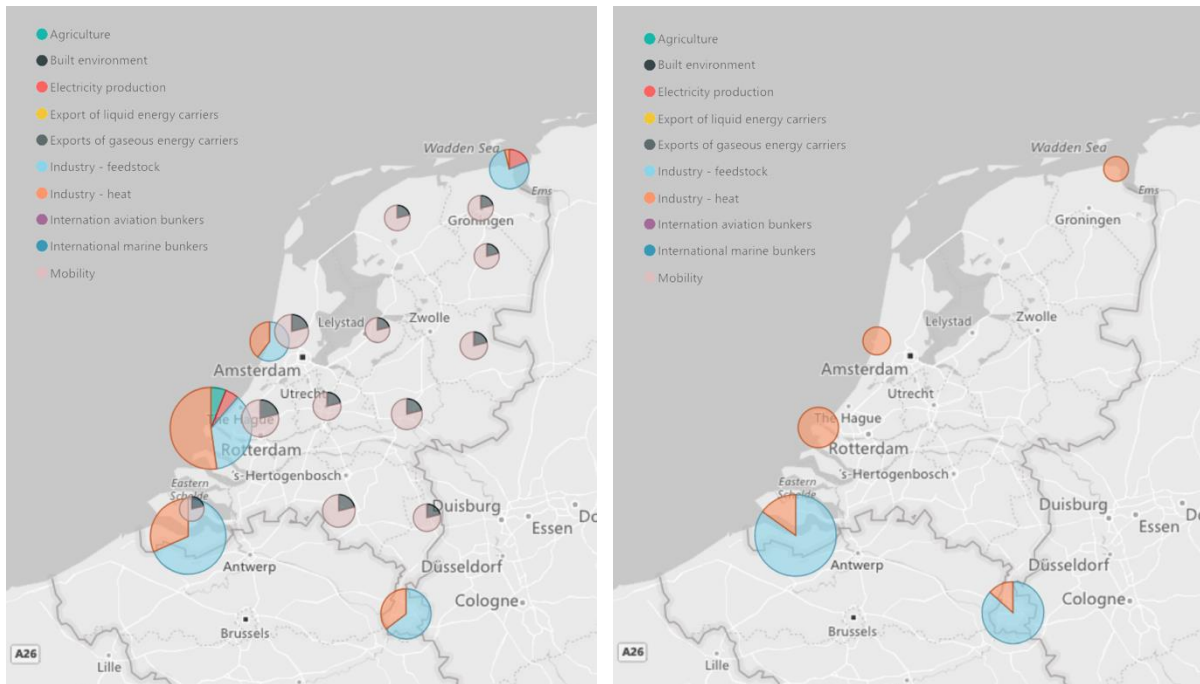 Agriculture
Built environment
Electricity production
Export of liquid energy carriers
Exports of gaseous energy carriers
Industry - feedstock
Industry - heat
Internation aviation bunkers
International marine bunkers
Mobility
Wadden Sea
Ems
Groningen
Lelystad
Zwolle
Amsterdam
Utrecht
The Hague
Rotterdam
's-Hertogenbosch
Eastern
Schelde
Duisburg
Essen
Do
Antwerp
Düsseldorf
Cologne
Brussels
A26
Lille
Agriculture
Built environment
Electricity production
Export of liquid energy carriers
Exports of gaseous energy carriers
Industry - feedstock
Industry - heat
Internation aviation bunkers
International marine bunkers
Mobility
Wadden Sea
Ems
Groningen
Lelystad
Zwolle
Amsterdam
Utrecht
The Hague
Rotterdam
's-Hertogenbosch
Eastern
Schelde
Duisburg
Essen
Do
Antwerp
Düsseldorf
Cologne
Brussels
A26
Lille